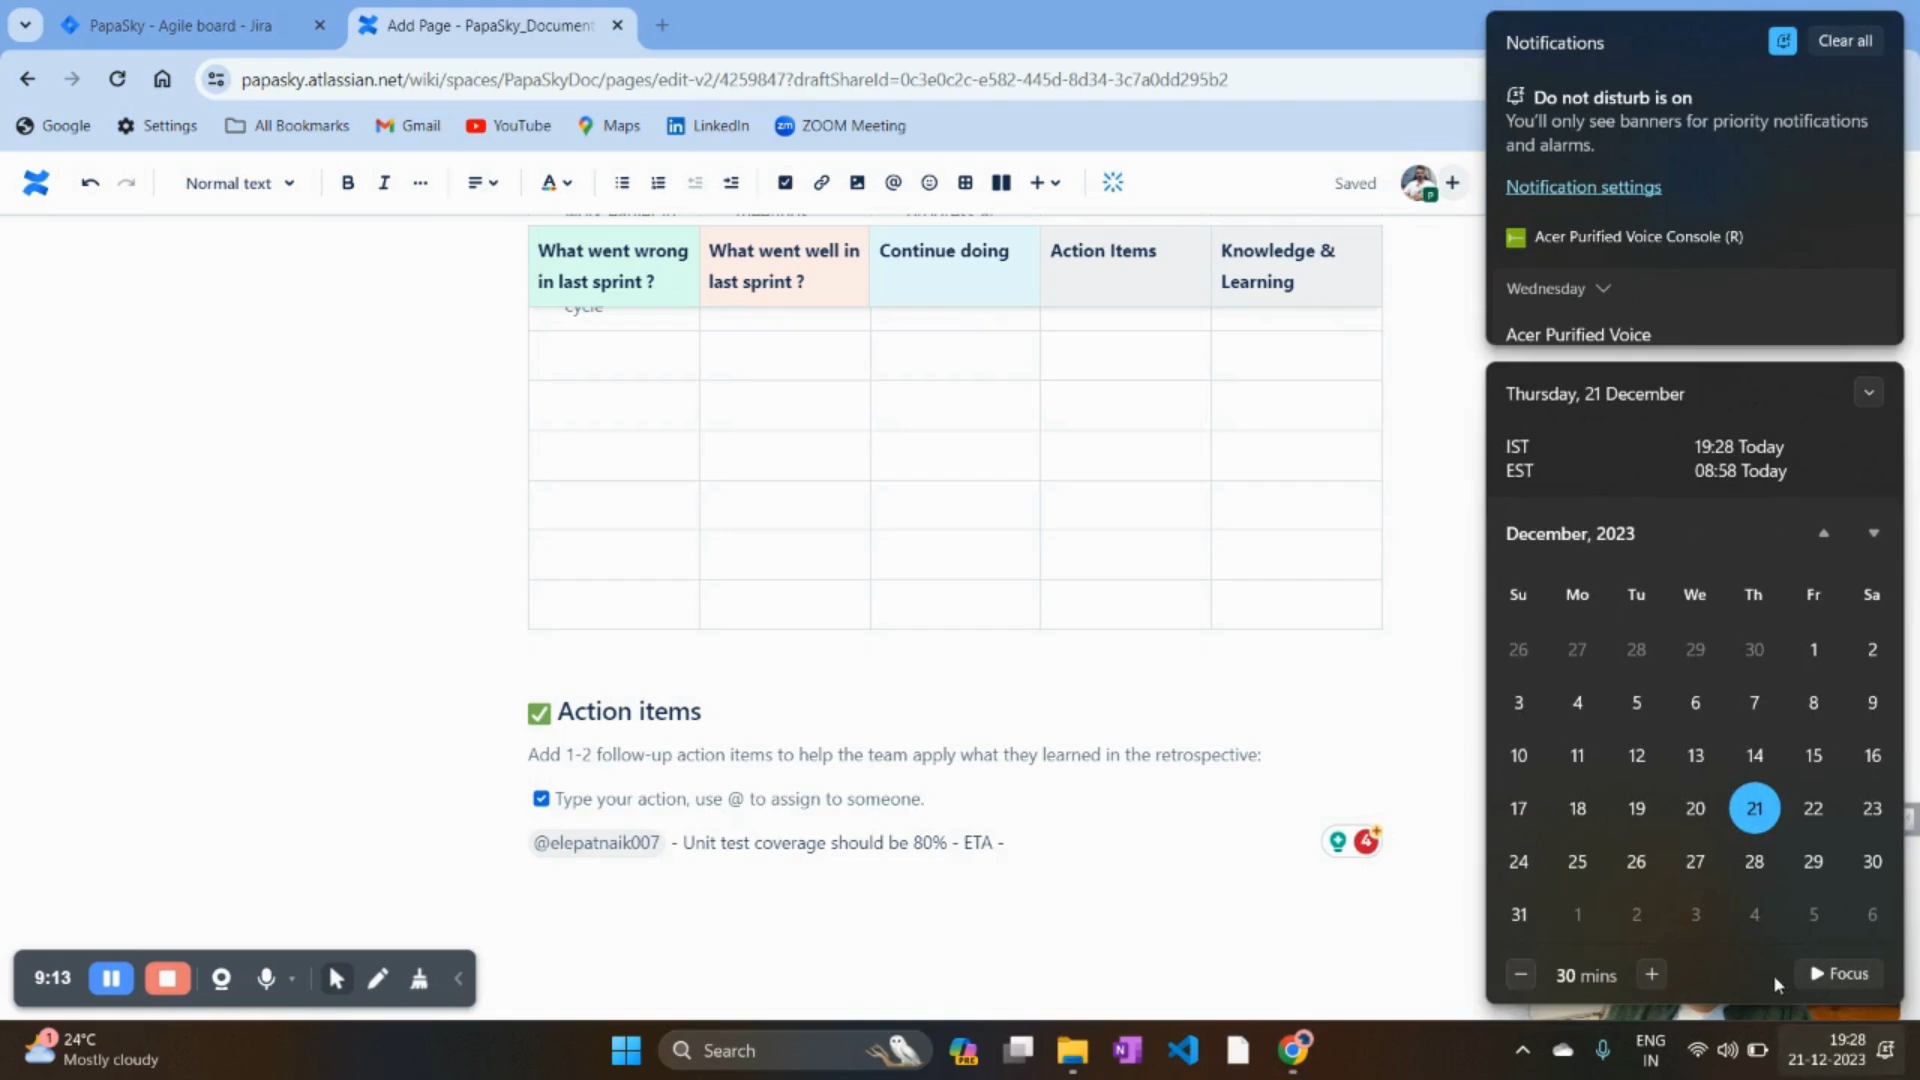 PapaSky - Agile board - Jira
Add Page - PapaSky_Document
papasky.atlassian.net/wiki/spaces/PapaSkyDoc/pages/edit-v2/4259847?draftShareId=0c3e0c2c-e582-445d-8d34-3c7a0dd295b2
Google Settings All Bookmarks Gmail YouTube Maps LinkedIn zm ZOOM Meeting
Normal text B I A Saved P
What went wrong in last sprint ?
What went well in last sprint ?
Continue doing
Action Items
Knowledge & Learning
cycle
Action items
Add 1-2 follow-up action items to help the team apply what they learned in the retrospective:
Type your action, use @ to assign to someone.
@elepatnaik007 - Unit test coverage should be 80% - ETA -
4
Notifications
Clear all
Do not disturb is on
You'll only see banners for priority notifications
and alarms.
Notification settings
Acer Purified Voice Console (R)
Wednesday
Acer Purified Voice
Thursday, 21 December
IST 19:28 Today
EST 08:58 Today
December, 2023
Su Mo Tu We Th Fr Sa
26 27 28 29 30 1 2
3 4 5 6 7 8 9
10 11 12 13 14 15 16
17 18 19 20 21 22 23
24 25 26 27 28 29 30
31 1 2 3 4 5 6
30 mins
Focus
9:13
1
24°C
Mostly cloudy
Search
PRE
ENG
IN
19:28
21-12-2023